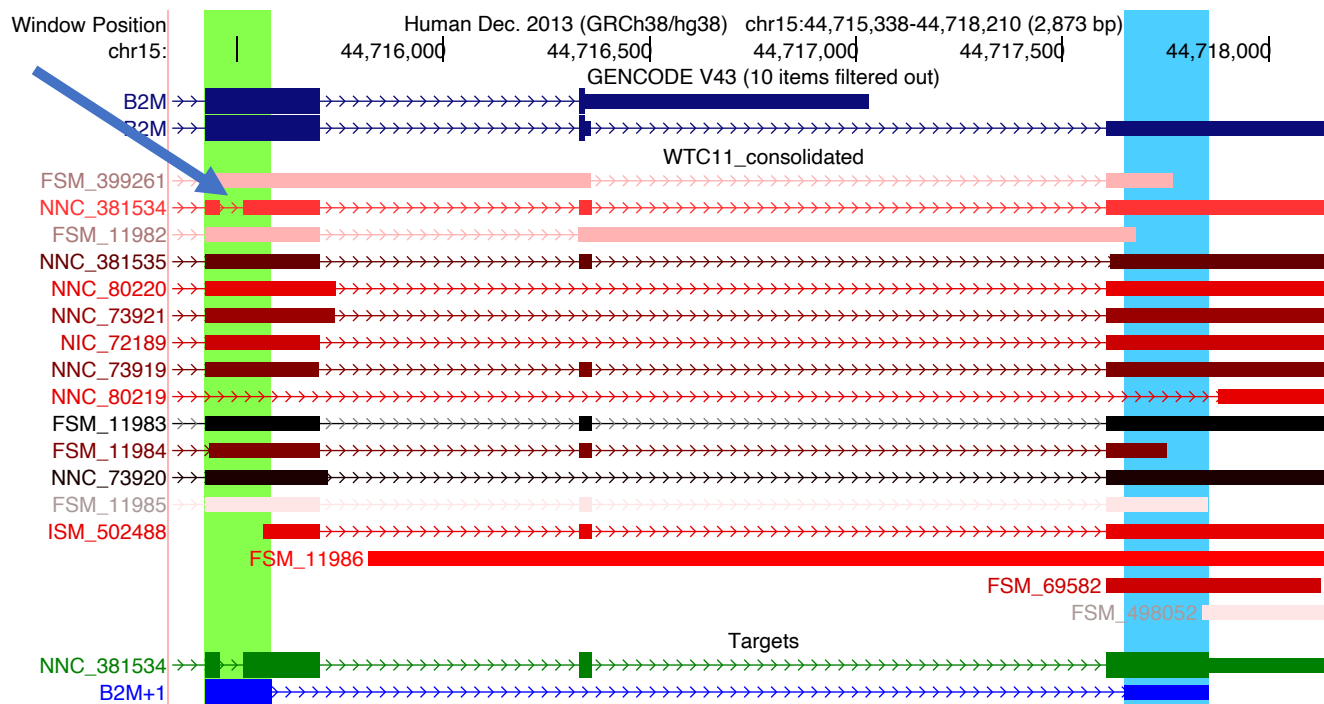 Window Position Human Dec. 2013 (GRCh38/hg38) chr15:44,715,338-44,718,210 (2,873 bp)
chr15: 44,716,000 44,716,500 44,717,000 44,717,500 44,718,000
GENCODE V43 (10 items filtered out)
B2M
B2M
WTC11_consolidated
FSM_399261
NNC_381534
FSM_11982
NNC_381535
NNC_80220
NNC_73921
NIC_72189
NNC_73919
NNC_80219
FSM_11983
FSM_11984
NNC_73920
FSM_11985
ISM_502488
FSM_11986
FSM_69582
FSM_498052
Targets
NNC_381534
B2M+1